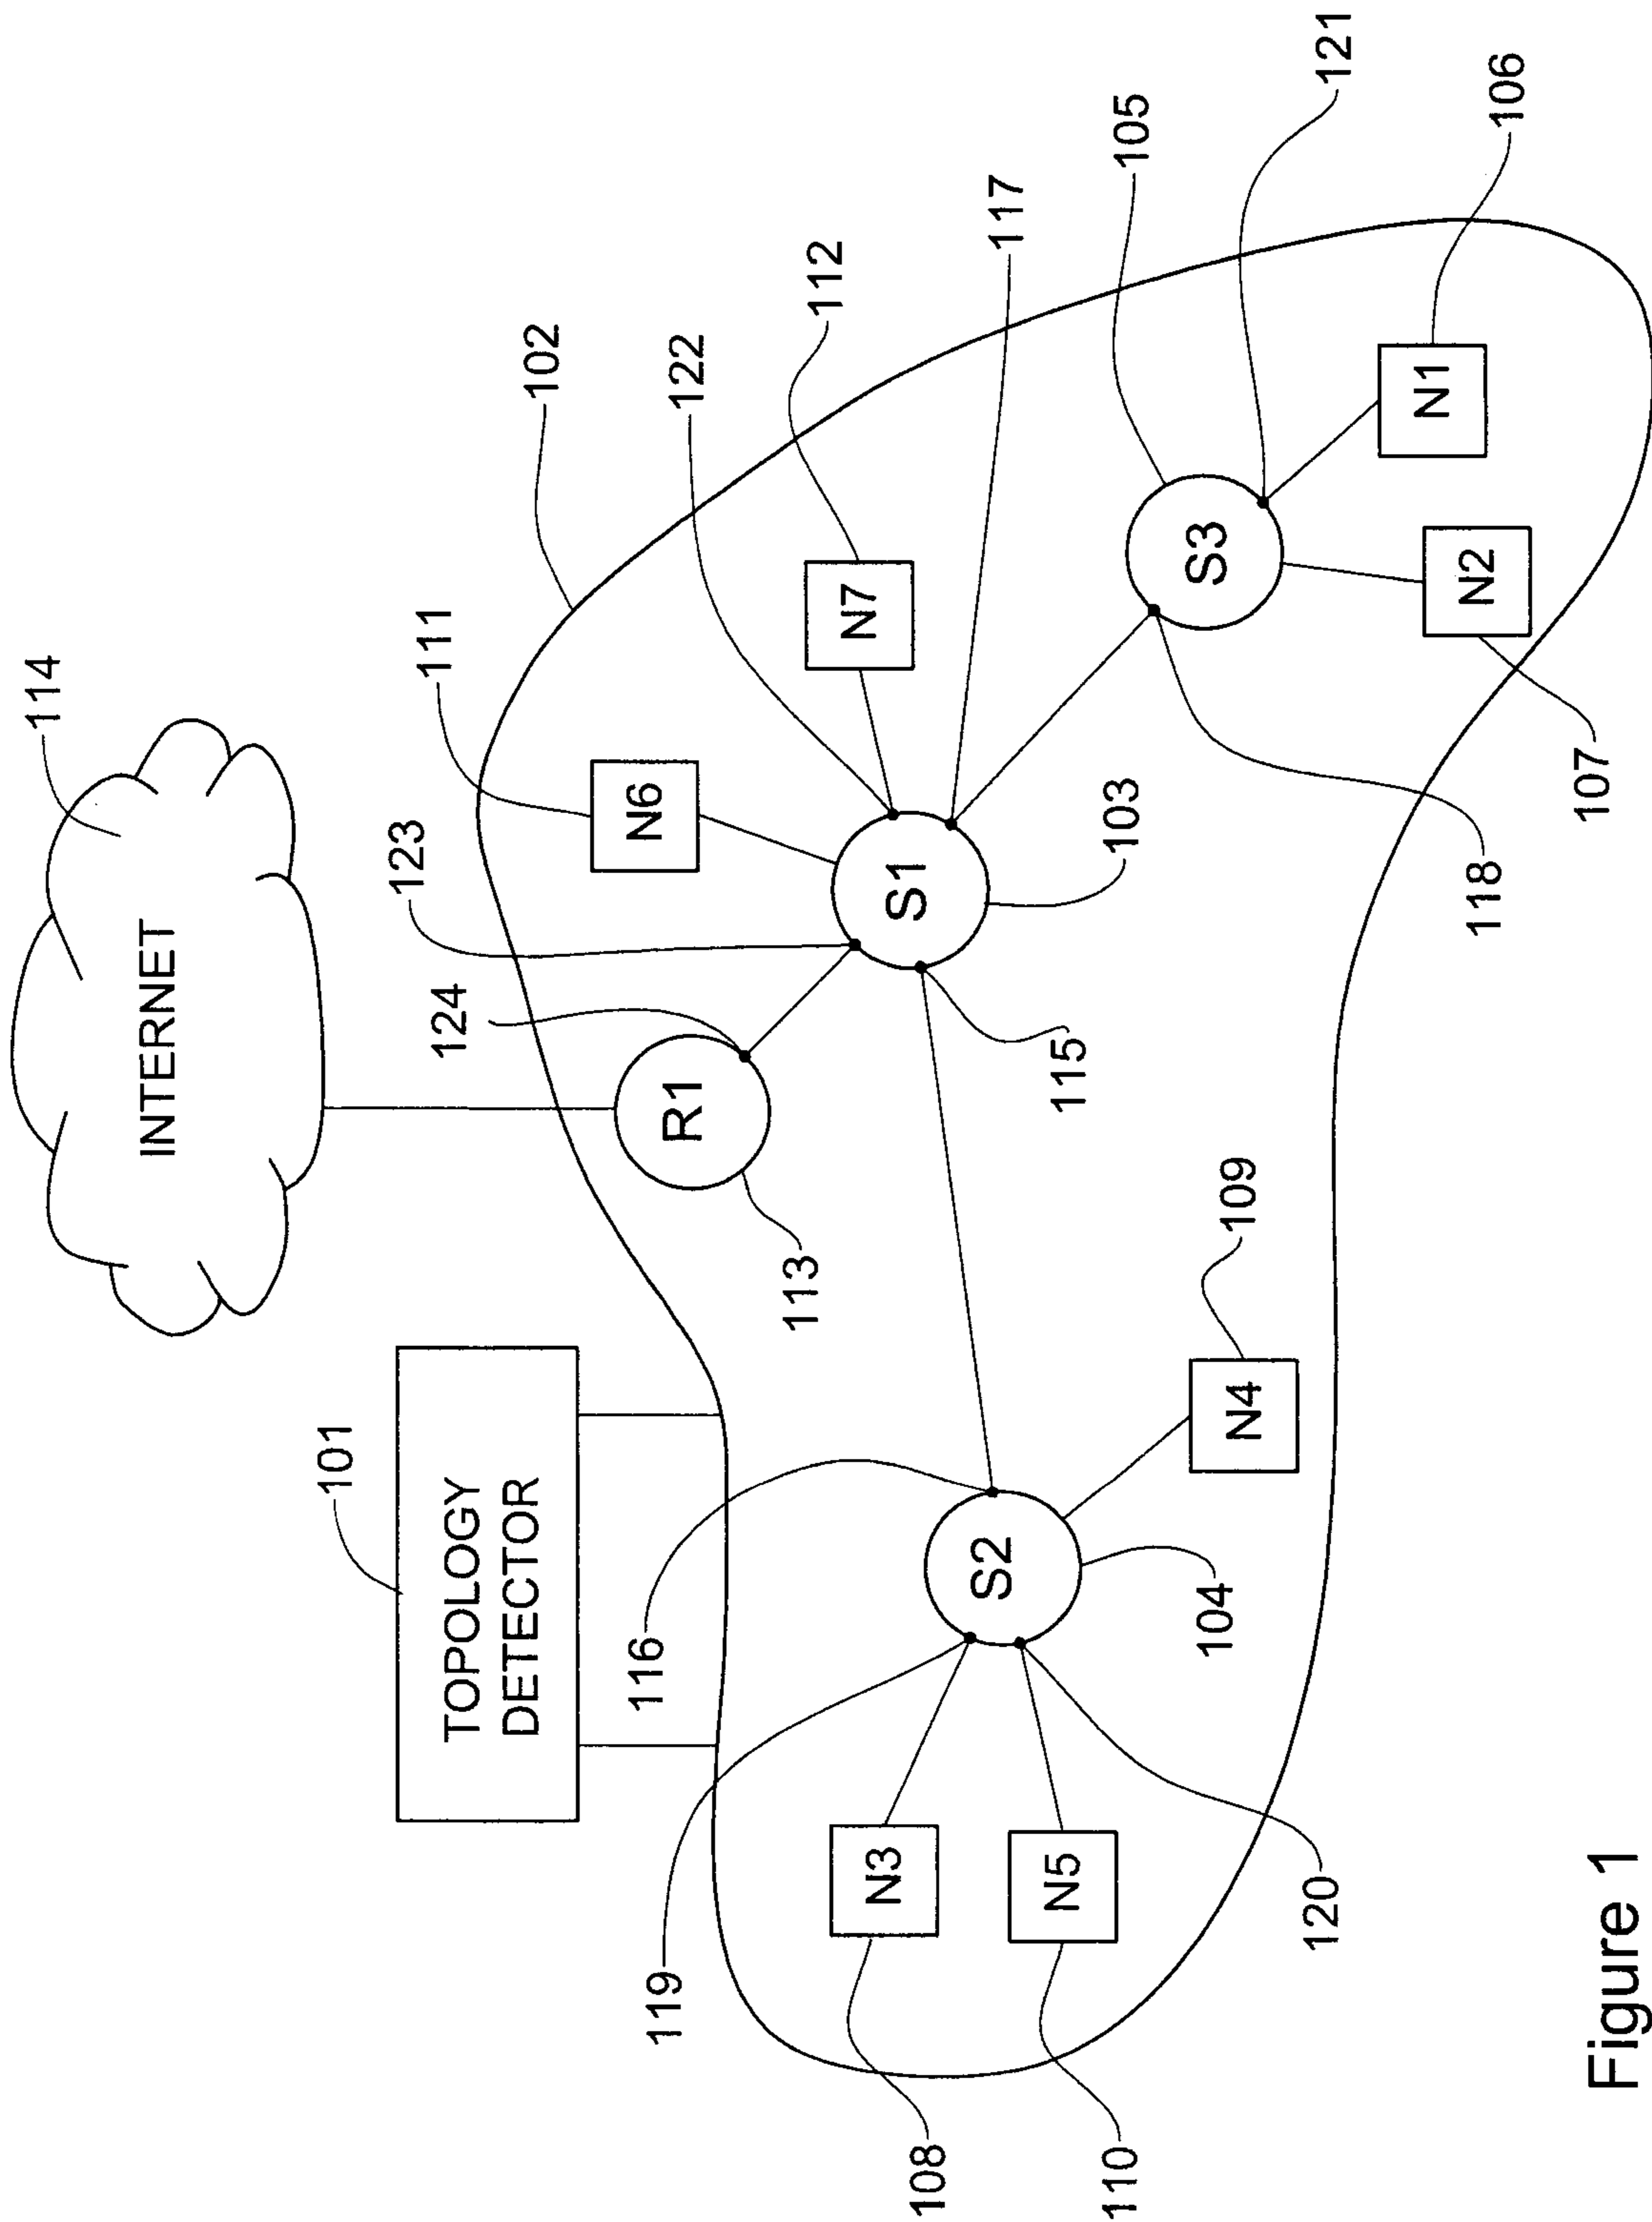 114
INTERNET
101
TOPOLOGY
DETECTOR
102
111
123
124
R1
113
N6
122
112
N7
117
105
121
106
S1
103
115
S3
N1
N2
107
118
116
119
S2
104
N4
109
N3
108
N5
110
120
Figure 1